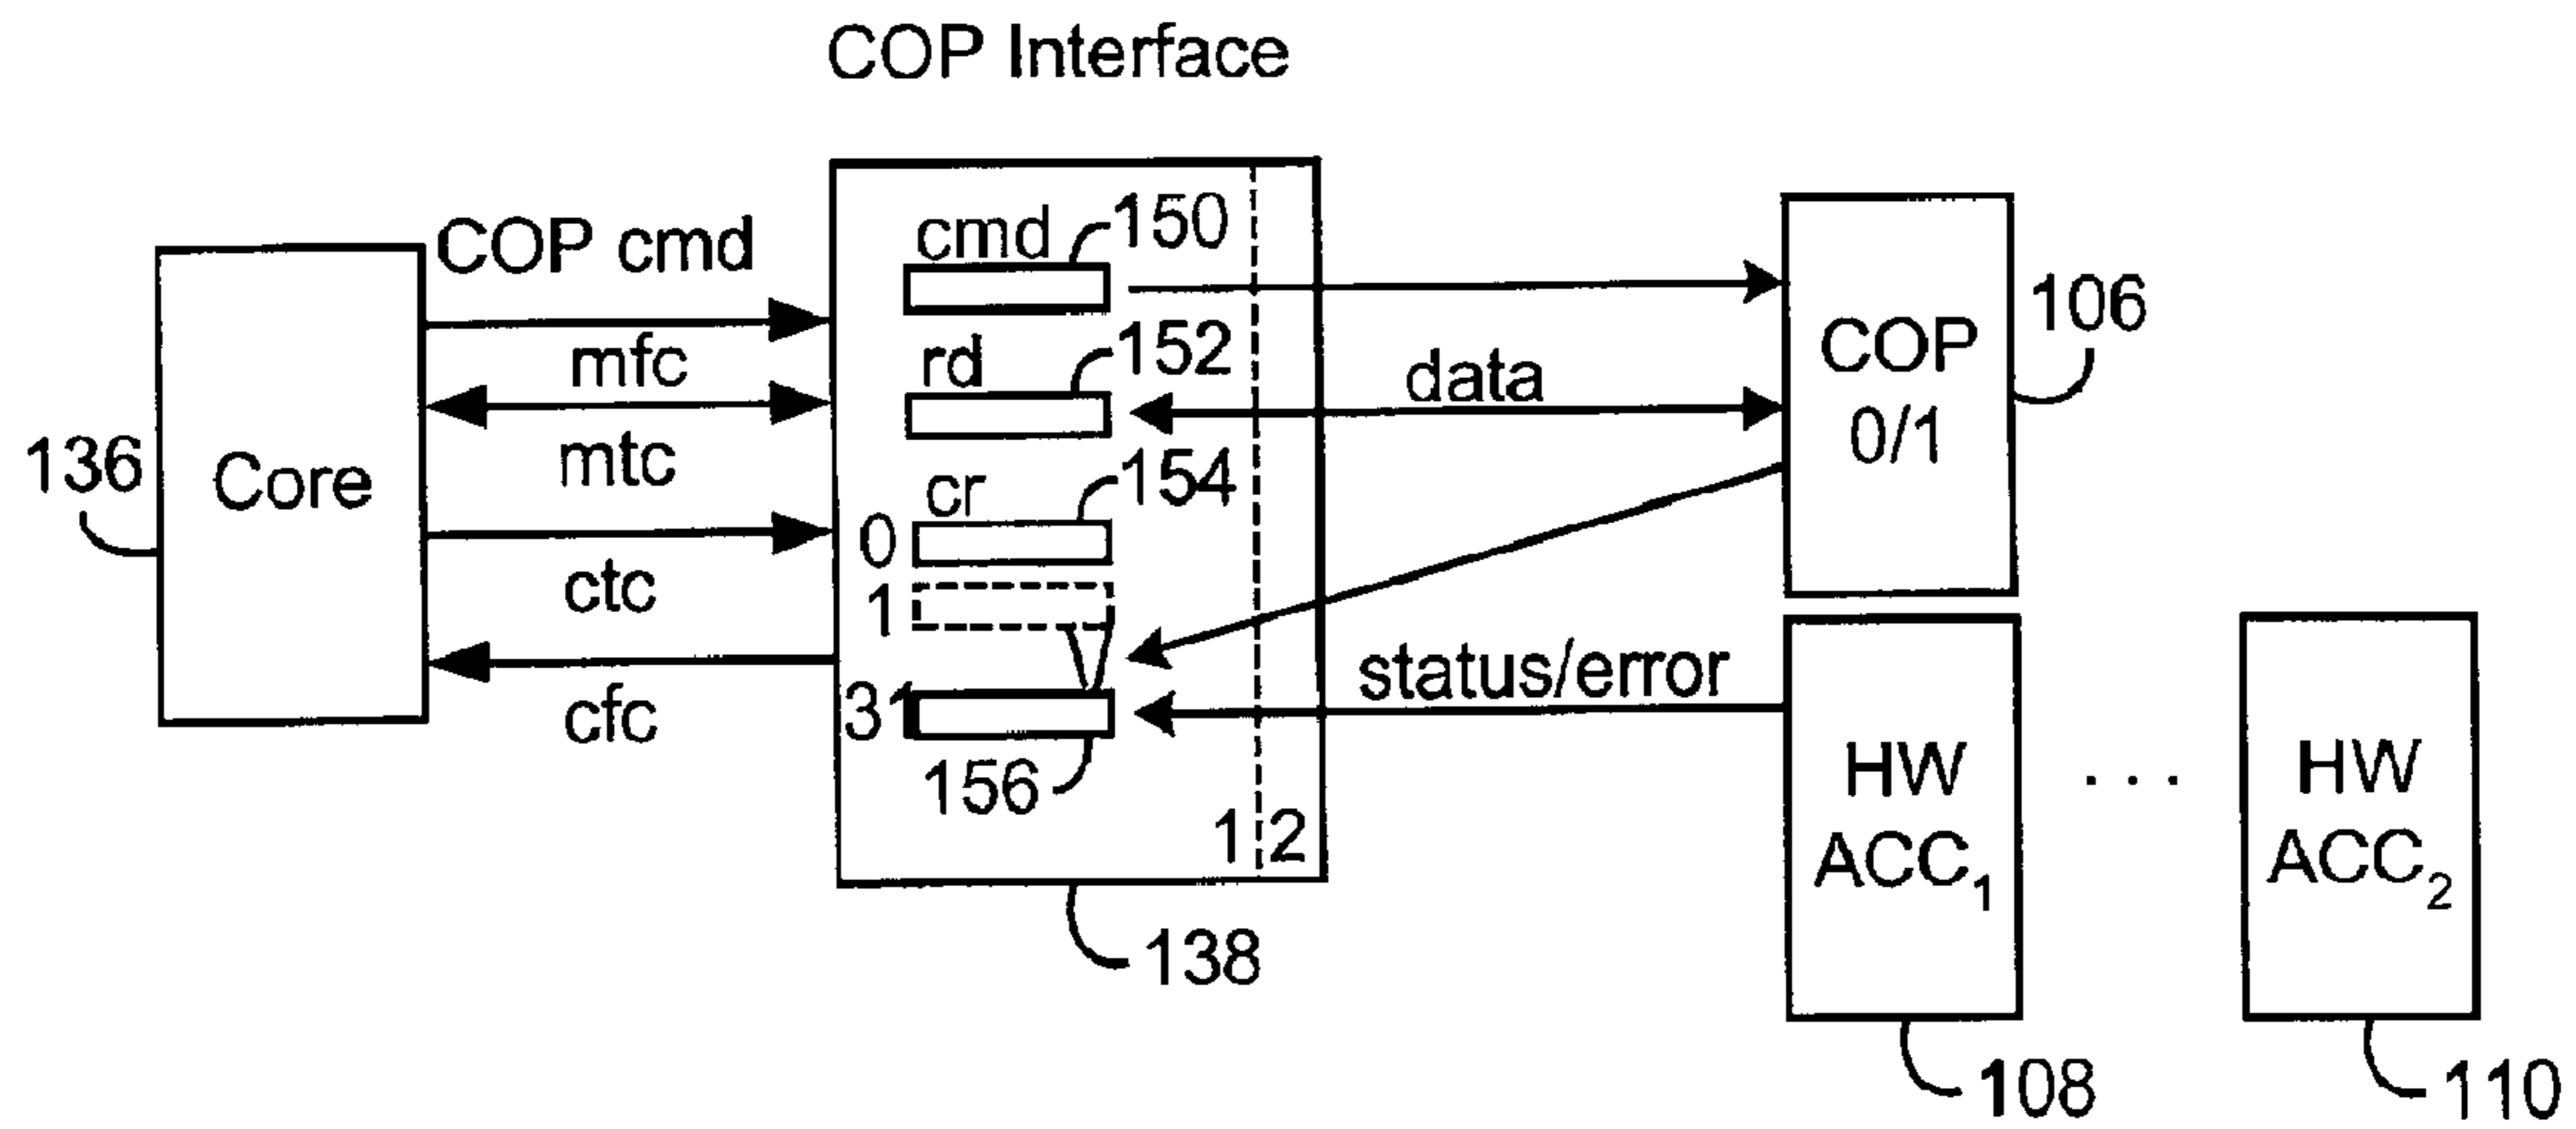 COP Interface
COP cmd
mfc
mtc
ctc
cfc
136
Core
cmd
150
rd
152
cr
154
0
1
31
156
1
2
138
data
status/error
COP
0/1
106
HW
ACC1
108
. . .
HW
ACC2
110